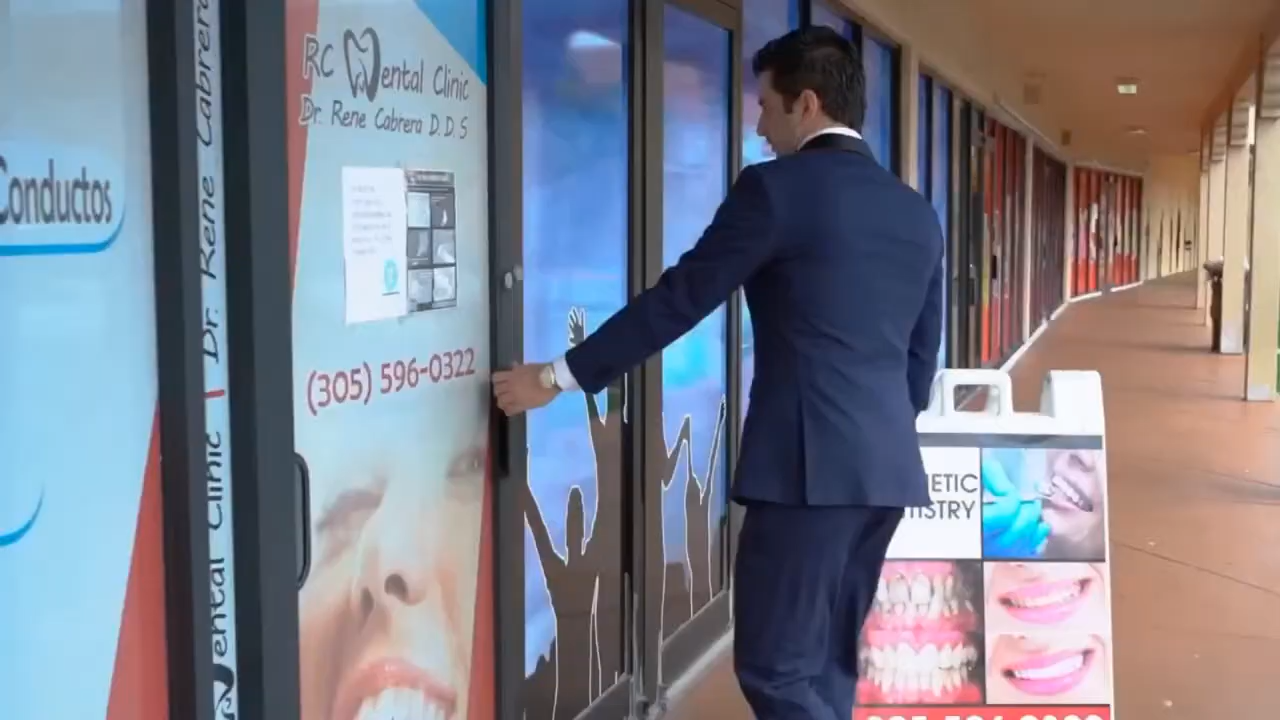 Conductos
Dental Clinic | Dr. Rene Cabrera
RC Dental Clinic
Dr. Rene Cabrera D.D.S
(305) 596-0322
ETIC
ISTRY